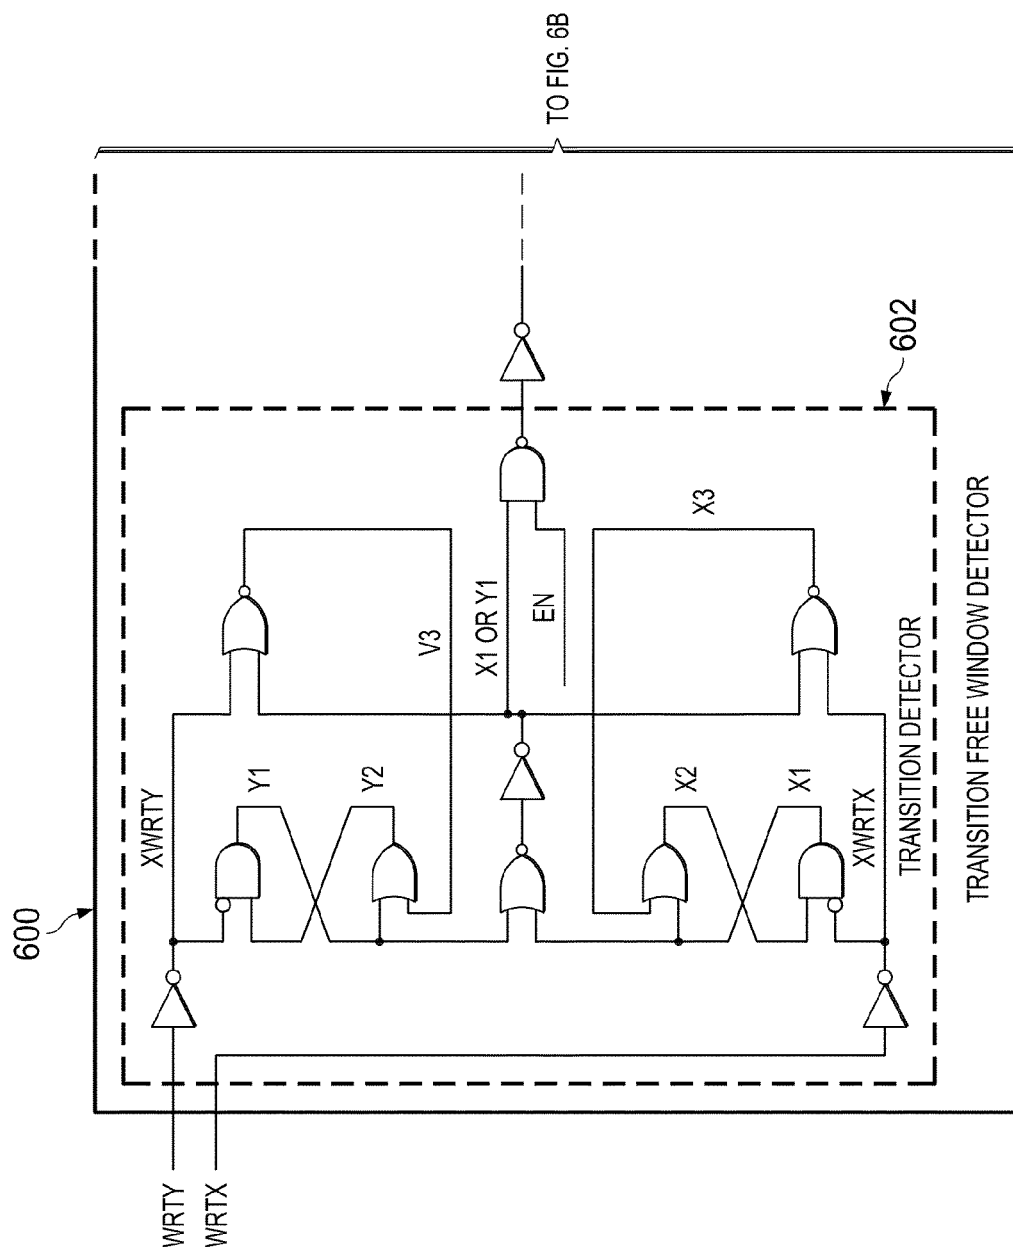 600
TO FIG. 6B
WRTY
WRTX
XWRTY
Y1
Y2
V3
X1 OR Y1
EN
X3
X2
X1
XWRTX
602
TRANSITION DETECTOR
TRANSITION FREE WINDOW DETECTOR